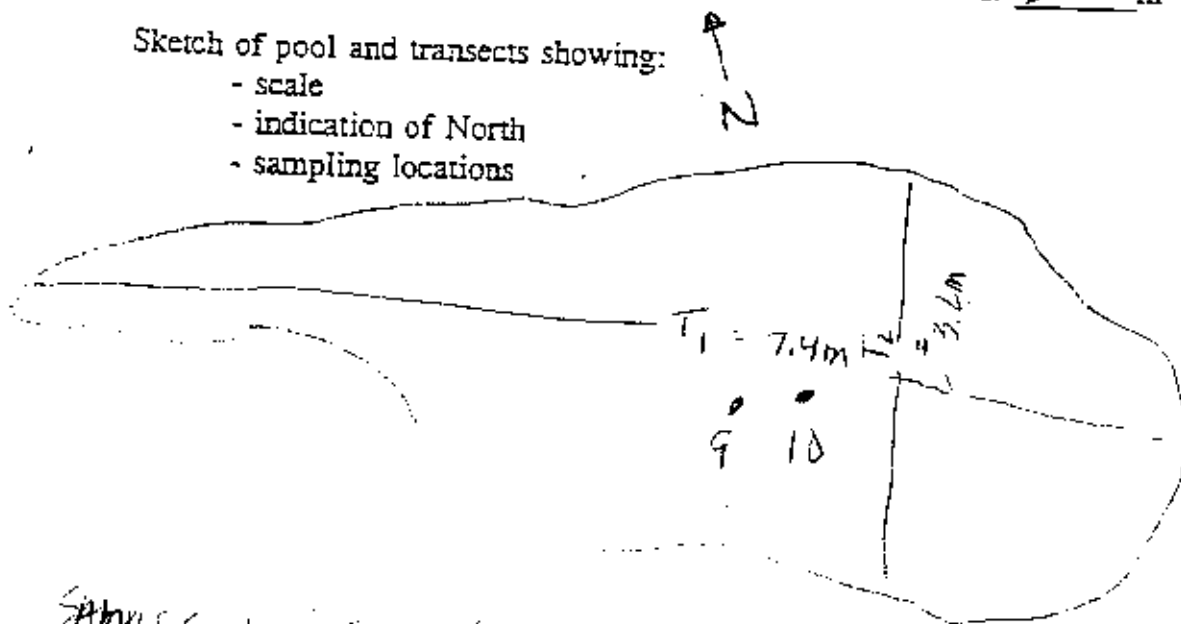 m
Sketch of pool and transects showing:
- scale
- indication of North
- sampling locations
N
T1 = 7.4m
T2 = 3.2m
9 10